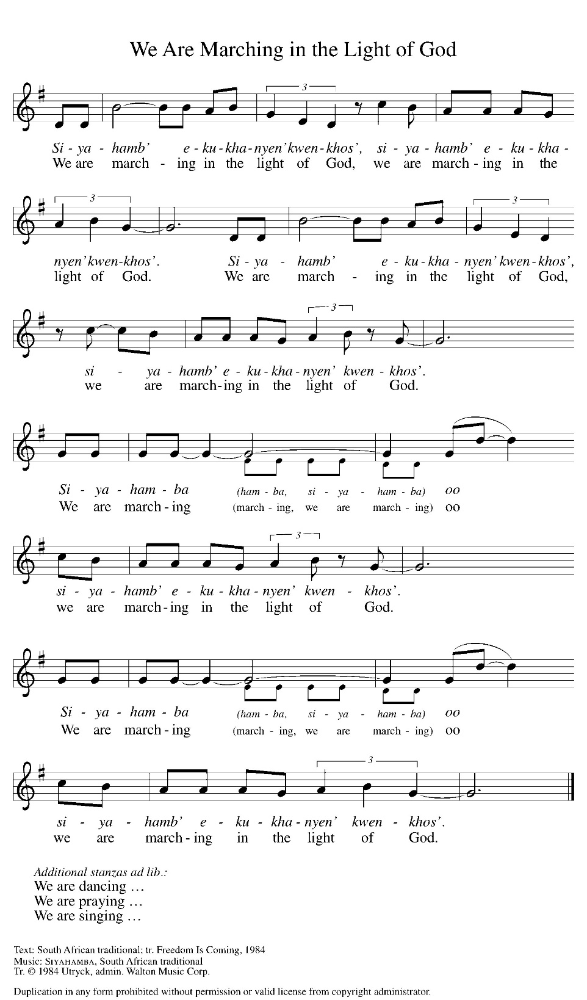 We Are Marching in the Light of God
3
Si - ya - hamb' e - ku - kha - nyen' kwen - khos', si - ya - hamb' e - ku - kha -
We are march - ing in the light of God, we are march - ing in the
3 3
nyen' kwen - khos'. Si - ya - hamb' e - ku - kha - nyen' kwen - khos',
light of God. We are march - ing in the light of God,
3
si - ya - hamb' e - ku - kha - nyen' kwen - khos'.
we are march - ing in the light of God.
Si - ya - ham - ba (ham - ba, si - ya - ham - ba) oo
We are march - ing (march - ing, we are march - ing) oo
3
si - ya - hamb' e - ku - kha - nyen' kwen - khos'.
we are march - ing in the light of God.
Si - ya - ham - ba (ham - ba, si - ya - ham - ba) oo
We are march - ing (march - ing, we are march - ing) oo
3
si - ya - hamb' e - ku - kha - nyen' kwen - khos'.
we are march - ing in the light of God.
Additional stanzas ad lib.:
We are dancing …
We are praying …
We are singing …
Text: South African traditional; tr. Freedom Is Coming, 1984
Music: SIYAHAMBA, South African traditional
Tr. © 1984 Utryck, admin. Walton Music Corp.
Duplication in any form prohibited without permission or valid license from copyright administrator.